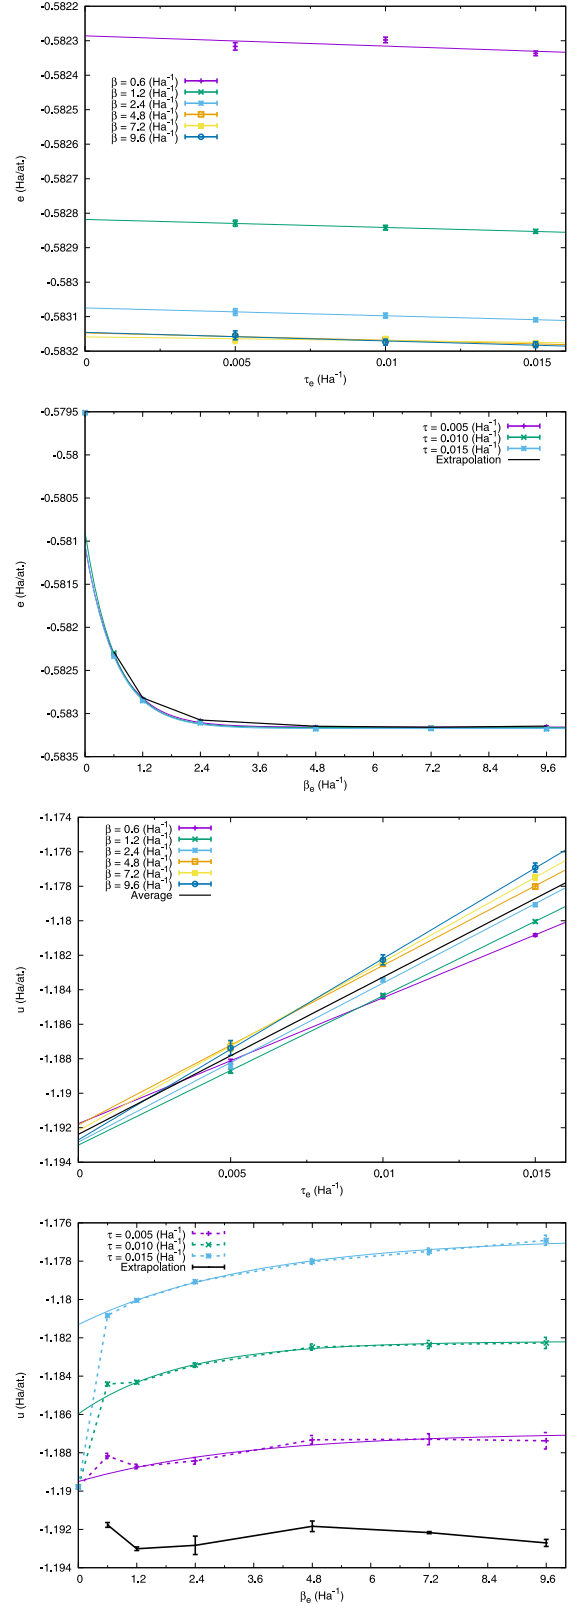 -0.5822
-0.5823
-0.5824
-0.5825
-0.5826
-0.5827
-0.5828
-0.5829
-0.583
-0.5831
-0.5832
e (Ha/at.)
β = 0.6 (Ha⁻¹)
β = 1.2 (Ha⁻¹)
β = 2.4 (Ha⁻¹)
β = 4.8 (Ha⁻¹)
β = 7.2 (Ha⁻¹)
β = 9.6 (Ha⁻¹)
0 0.005 0.01 0.015
τₑ (Ha⁻¹)
-0.5795
-0.58
-0.5805
-0.581
-0.5815
-0.582
-0.5825
-0.583
-0.5835
e (Ha/at.)
τ = 0.005 (Ha⁻¹)
τ = 0.010 (Ha⁻¹)
τ = 0.015 (Ha⁻¹)
Extrapolation
0 1.2 2.4 3.6 4.8 6 7.2 8.4 9.6
βₑ (Ha⁻¹)
-1.174
-1.176
-1.178
-1.18
-1.182
-1.184
-1.186
-1.188
-1.19
-1.192
-1.194
u (Ha/at.)
β = 0.6 (Ha⁻¹)
β = 1.2 (Ha⁻¹)
β = 2.4 (Ha⁻¹)
β = 4.8 (Ha⁻¹)
β = 7.2 (Ha⁻¹)
β = 9.6 (Ha⁻¹)
Average
0 0.005 0.01 0.015
τₑ (Ha⁻¹)
-1.176
-1.178
-1.18
-1.182
-1.184
-1.186
-1.188
-1.19
-1.192
-1.194
u (Ha/at.)
τ = 0.005 (Ha⁻¹)
τ = 0.010 (Ha⁻¹)
τ = 0.015 (Ha⁻¹)
Extrapolation
0 1.2 2.4 3.6 4.8 6 7.2 8.4 9.6
βₑ (Ha⁻¹)